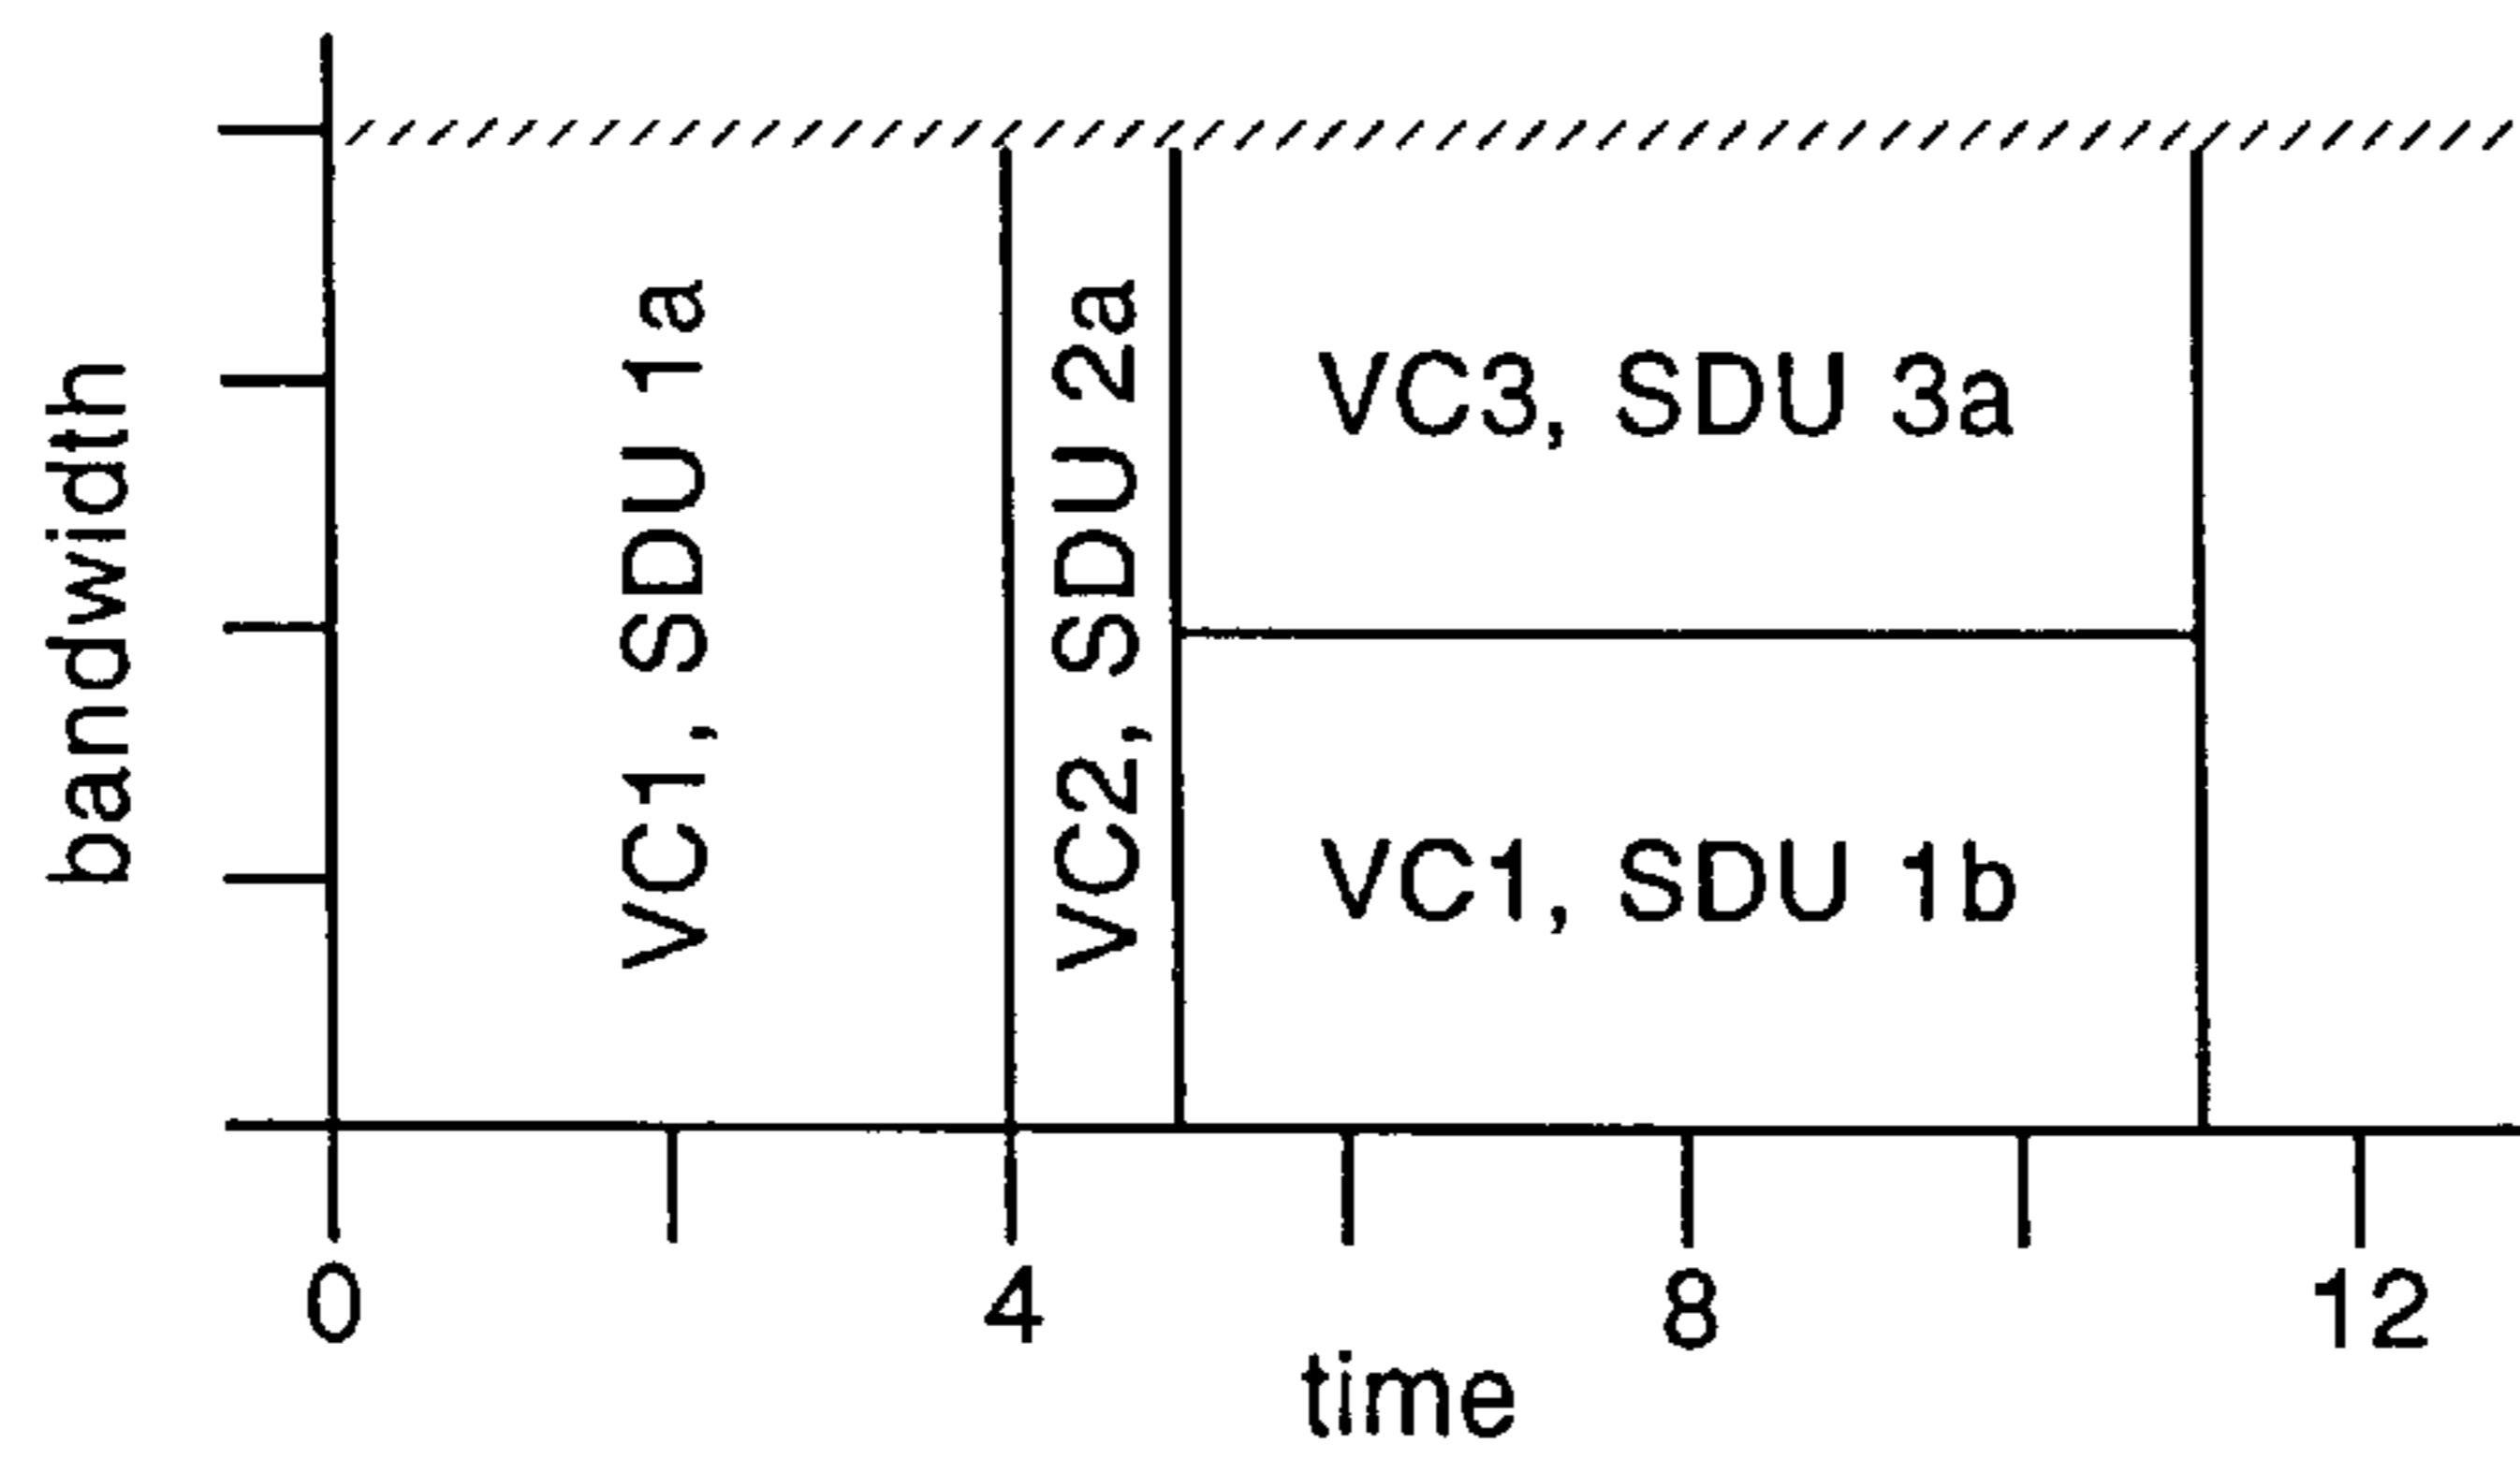 bandwidth
VC1, SDU 1a
VC2, SDU 2a
VC3, SDU 3a
VC1, SDU 1b
0 4 8 12
time